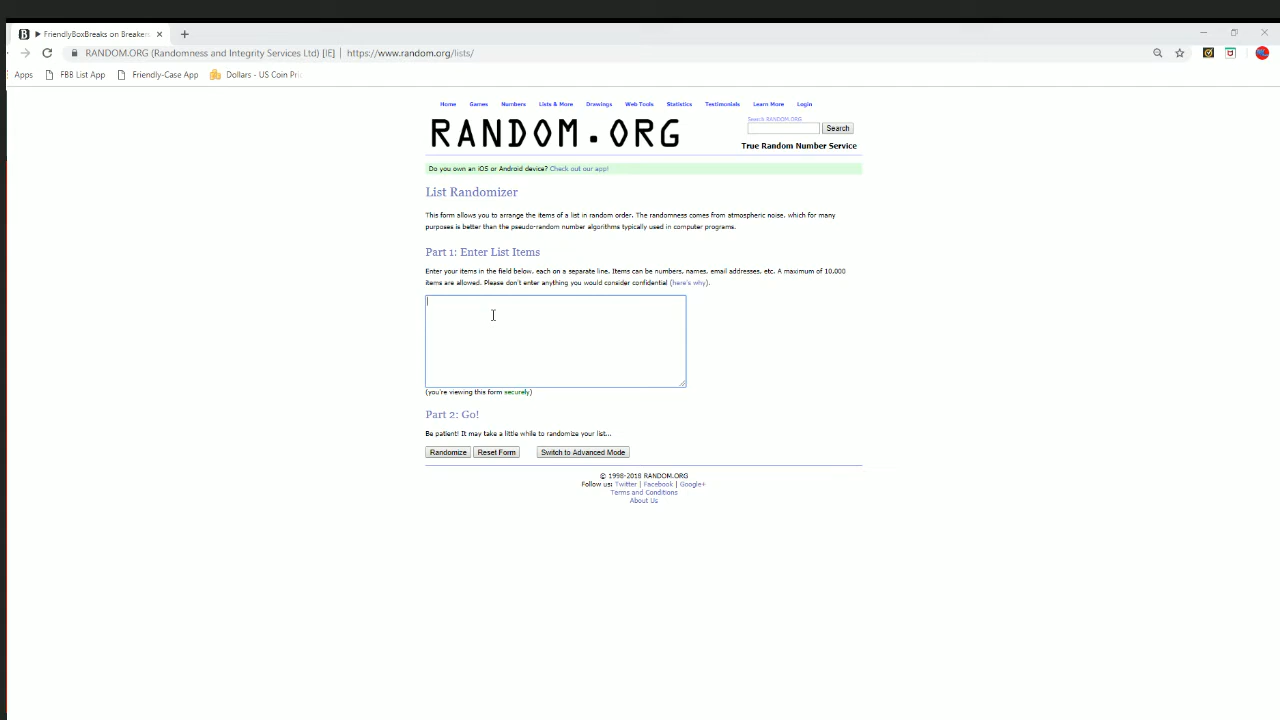 FriendlyBoxBreaks on Breakers
RANDOM.ORG (Randomness and Integrity Services Ltd) [IE] | https://www.random.org/lists/
Apps FBB List App Friendly-Case App Dollars - US Coin Pric
Home Games Numbers Lists & More Drawings Web Tools Statistics Testimonials Learn More Login
RANDOM.ORG
Search RANDOM.ORG
Search
True Random Number Service
Do you own an iOS or Android device? Check out our app!
List Randomizer
This form allows you to arrange the items of a list in random order. The randomness comes from atmospheric noise, which for many
purposes is better than the pseudo-random number algorithms typically used in computer programs.
Part 1: Enter List Items
Enter your items in the field below, each on a separate line. Items can be numbers, names, email addresses, etc. A maximum of 10,000
items are allowed. Please don't enter anything you would consider confidential (here's why).
(you're viewing this form securely)
Part 2: Go!
Be patient! It may take a little while to randomize your list...
Randomize Reset Form Switch to Advanced Mode
© 1998-2018 RANDOM.ORG
Follow us: Twitter | Facebook | Google+
Terms and Conditions
About Us